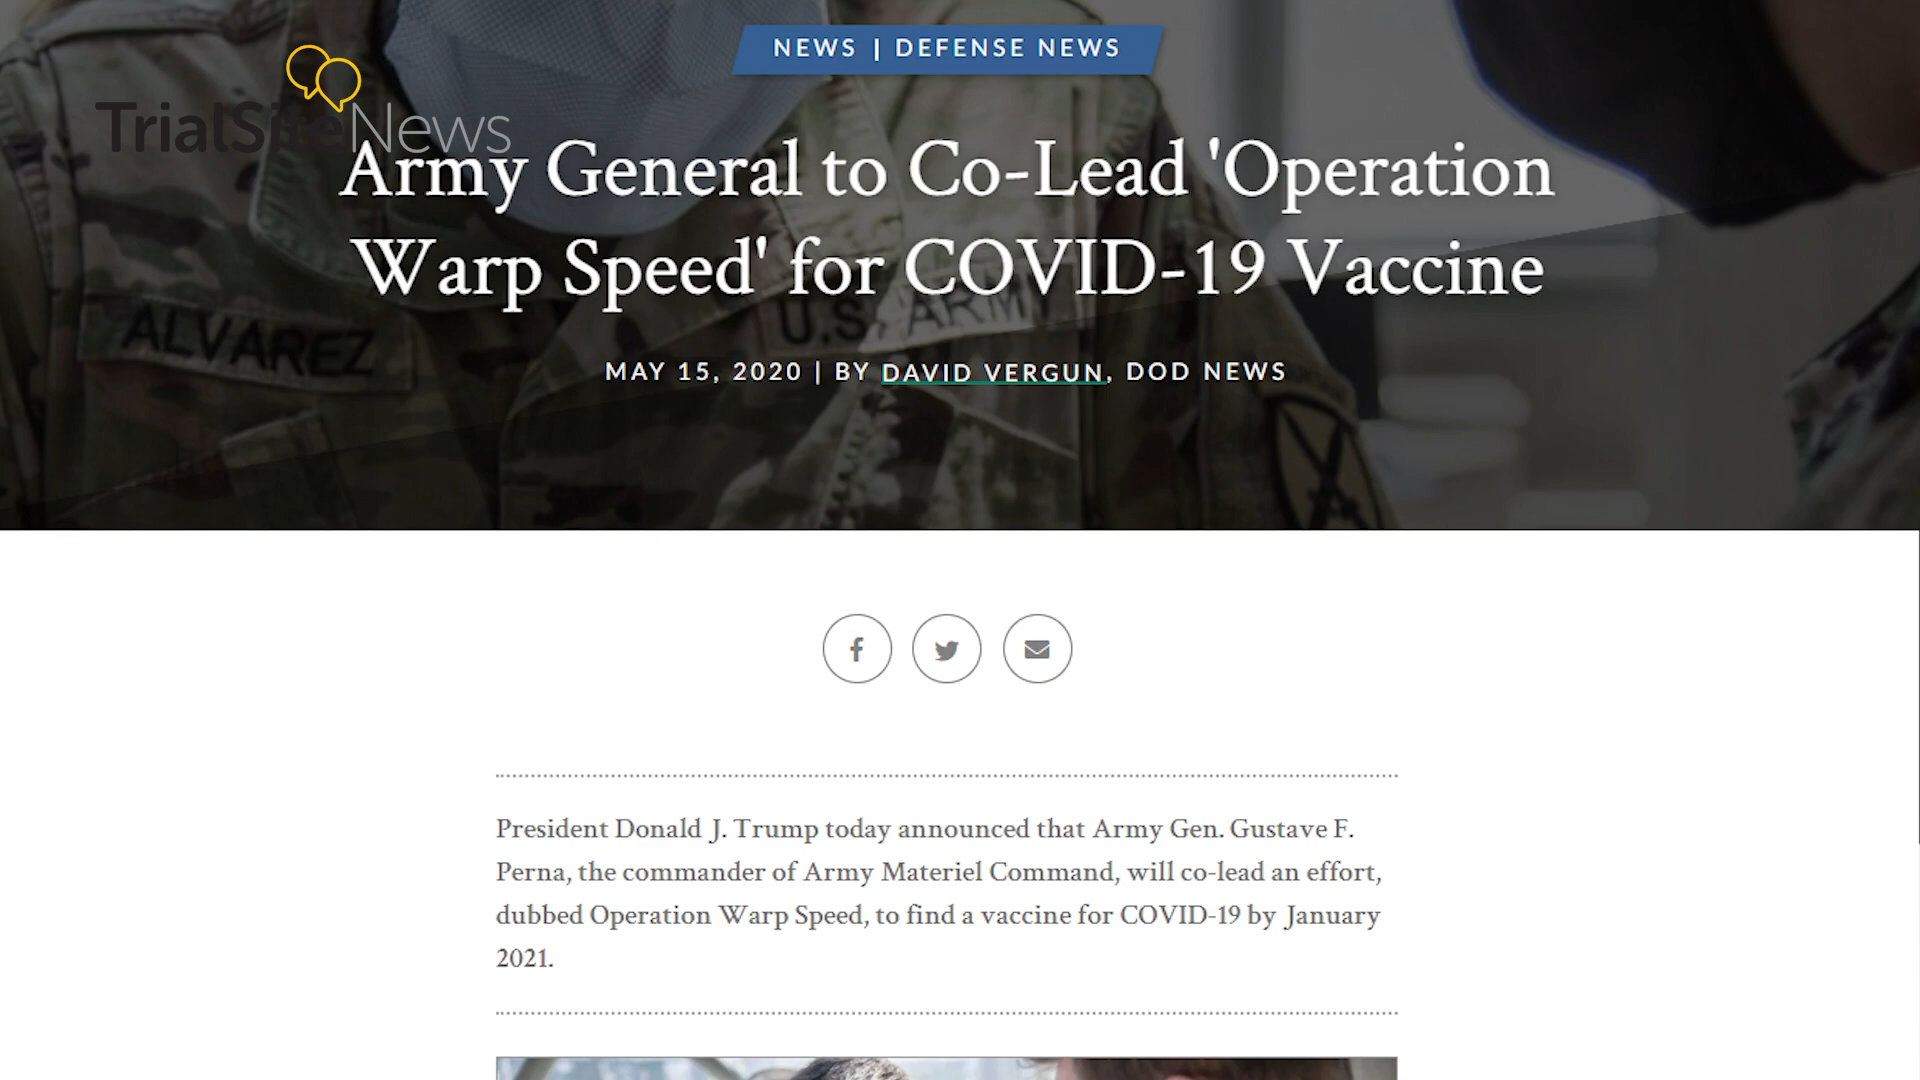 NEWS | DEFENSE NEWS
TrialSiteNews
Army General to Co-Lead 'Operation
Warp Speed' for COVID-19 Vaccine
ALVAREZ
U.S. ARMY
MAY 15, 2020 | BY DAVID VERGUN, DOD NEWS
President Donald J. Trump today announced that Army Gen. Gustave F.
Perna, the commander of Army Materiel Command, will co-lead an effort,
dubbed Operation Warp Speed, to find a vaccine for COVID-19 by January
2021.